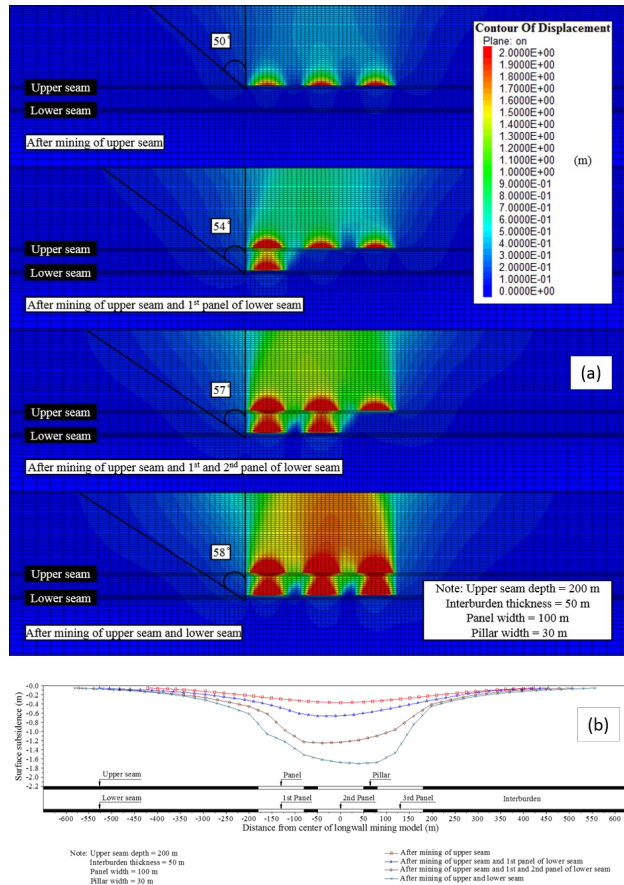 Contour Of Displacement
Plane: on
2.0000E+00
1.9000E+00
1.8000E+00
1.7000E+00
1.6000E+00
1.5000E+00
1.4000E+00
1.3000E+00
1.2000E+00
1.1000E+00
1.0000E+00
9.0000E-01
8.0000E-01
7.0000E-01
6.0000E-01
5.0000E-01
4.0000E-01
3.0000E-01
2.0000E-01
1.0000E-01
0.0000E+00
(m)
50°
Upper seam
Lower seam
After mining of upper seam
54°
Upper seam
Lower seam
After mining of upper seam and 1st panel of lower seam
(a)
57°
Upper seam
Lower seam
After mining of upper seam and 1st and 2nd panel of lower seam
58°
Upper seam
Lower seam
After mining of upper seam and lower seam
Note: Upper seam depth = 200 m
Interburden thickness = 50 m
Panel width = 100 m
Pillar width = 30 m
(b)
Surface subsidence (m)
-0.0
-0.2
-0.4
-0.6
-0.8
-1.0
-1.2
-1.4
-1.6
-1.8
-2.0
-2.2
Upper seam Panel Pillar
Lower seam 1st Panel 2nd Panel 3rd Panel Interburden
-600 -550 -500 -450 -400 -350 -300 -250 -200 -150 -100 -50 0 50 100 150 200 250 300 350 400 450 500 550 600
Distance from center of longwall mining model (m)
Note: Upper seam depth = 200 m
Interburden thickness = 50 m
Panel width = 100 m
Pillar width = 30 m
After mining of upper seam
After mining of upper seam and 1st panel of lower seam
After mining of upper seam and 1st and 2nd panel of lower seam
After mining of upper and lower seam